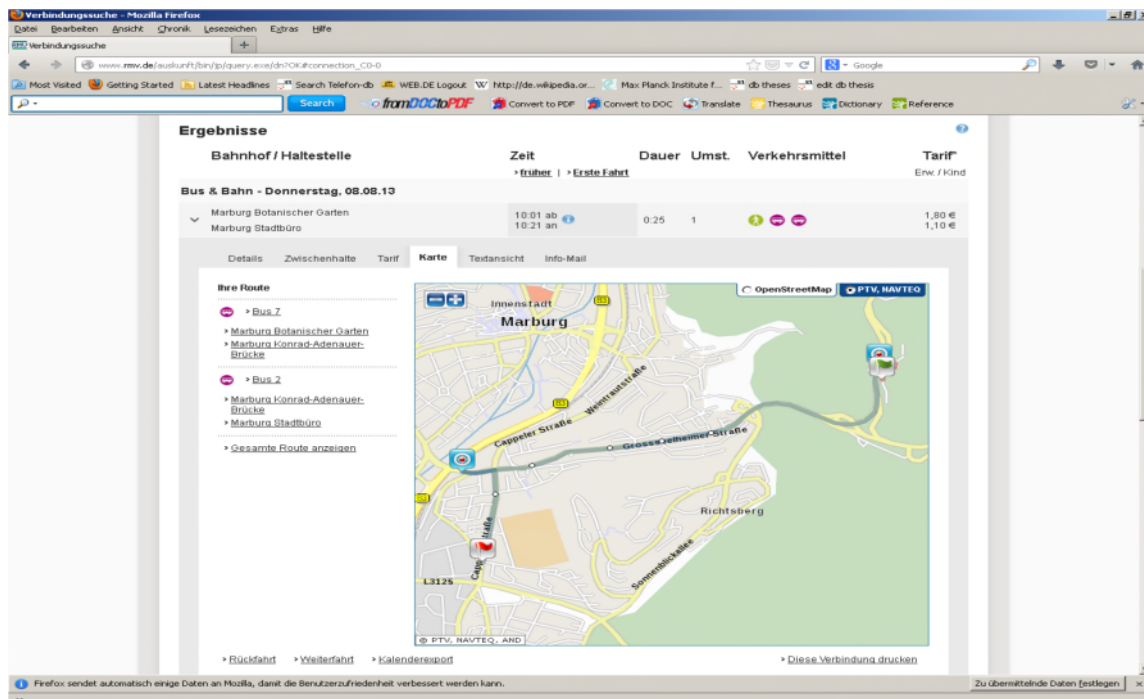 Verbindungssuche - Mozilla Firefox
Datei Bearbeiten Ansicht Chronik Lesezeichen Extras Hilfe
Verbindungssuche
www.rmv.de/auskunft/bin/jp/query.exe/dn?OK#connection_C0-0
Google
Most Visited Getting Started Latest Headlines Search Telefon-db WEB.DE Logout http://de.wikipedia.or... Max Planck Institute f... db theses edit db thesis
Search fromDOCtoPDF Convert to PDF Convert to DOC Translate Thesaurus Dictionary Reference
Ergebnisse
Bahnhof / Haltestelle Zeit Dauer Umst. Verkehrsmittel Tarif*
früher | Erste Fahrt Erw. / Kind
Bus & Bahn - Donnerstag, 08.08.13
Marburg Botanischer Garten 10:01 ab 0:25 1 1,80 €
Marburg Stadtbüro 10:21 an 1,10 €
Details Zwischenhalte Tarif Karte Textansicht Info-Mail
Ihre Route
Bus 7
Marburg Botanischer Garten
Marburg Konrad-Adenauer-
Brücke
Bus 2
Marburg Konrad-Adenauer-
Brücke
Marburg Stadtbüro
Gesamte Route anzeigen
OpenStreetMap PTV, NAVTEQ
Innenstadt
Marburg
Weintrautstraße
Cappeler Straße
Grosseelheimer Straße
Richtsberg
Sonnenblickallee
L3125
© PTV, NAVTEQ, AND
Rückfahrt Weiterfahrt Kalenderexport Diese Verbindung drucken
Firefox sendet automatisch einige Daten an Mozilla, damit die Benutzerzufriedenheit verbessert werden kann. Zu übermittelnde Daten festlegen